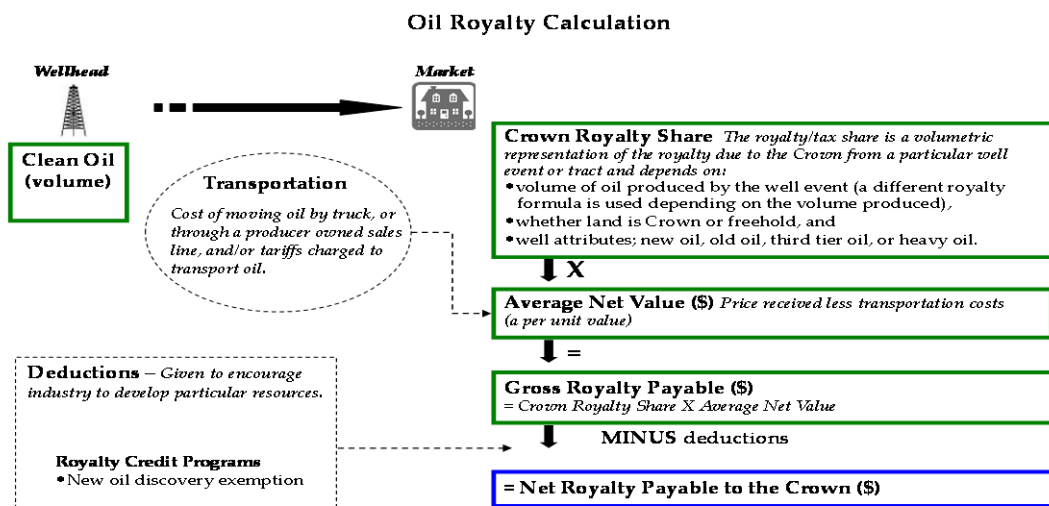 Oil Royalty Calculation
Wellhead
Market
Clean Oil
(volume)
Transportation
Cost of moving oil by truck, or
through a producer owned sales
line, and/or tariffs charged to
transport oil.
Crown Royalty Share The royalty/tax share is a volumetric
representation of the royalty due to the Crown from a particular well
event or tract and depends on:
•volume of oil produced by the well event (a different royalty
formula is used depending on the volume produced),
•whether land is Crown or freehold, and
•well attributes; new oil, old oil, third tier oil, or heavy oil.
X
Average Net Value ($) Price received less transportation costs
(a per unit value)
=
Deductions – Given to encourage
industry to develop particular resources.
Royalty Credit Programs
•New oil discovery exemption
Gross Royalty Payable ($)
= Crown Royalty Share X Average Net Value
MINUS deductions
= Net Royalty Payable to the Crown ($)